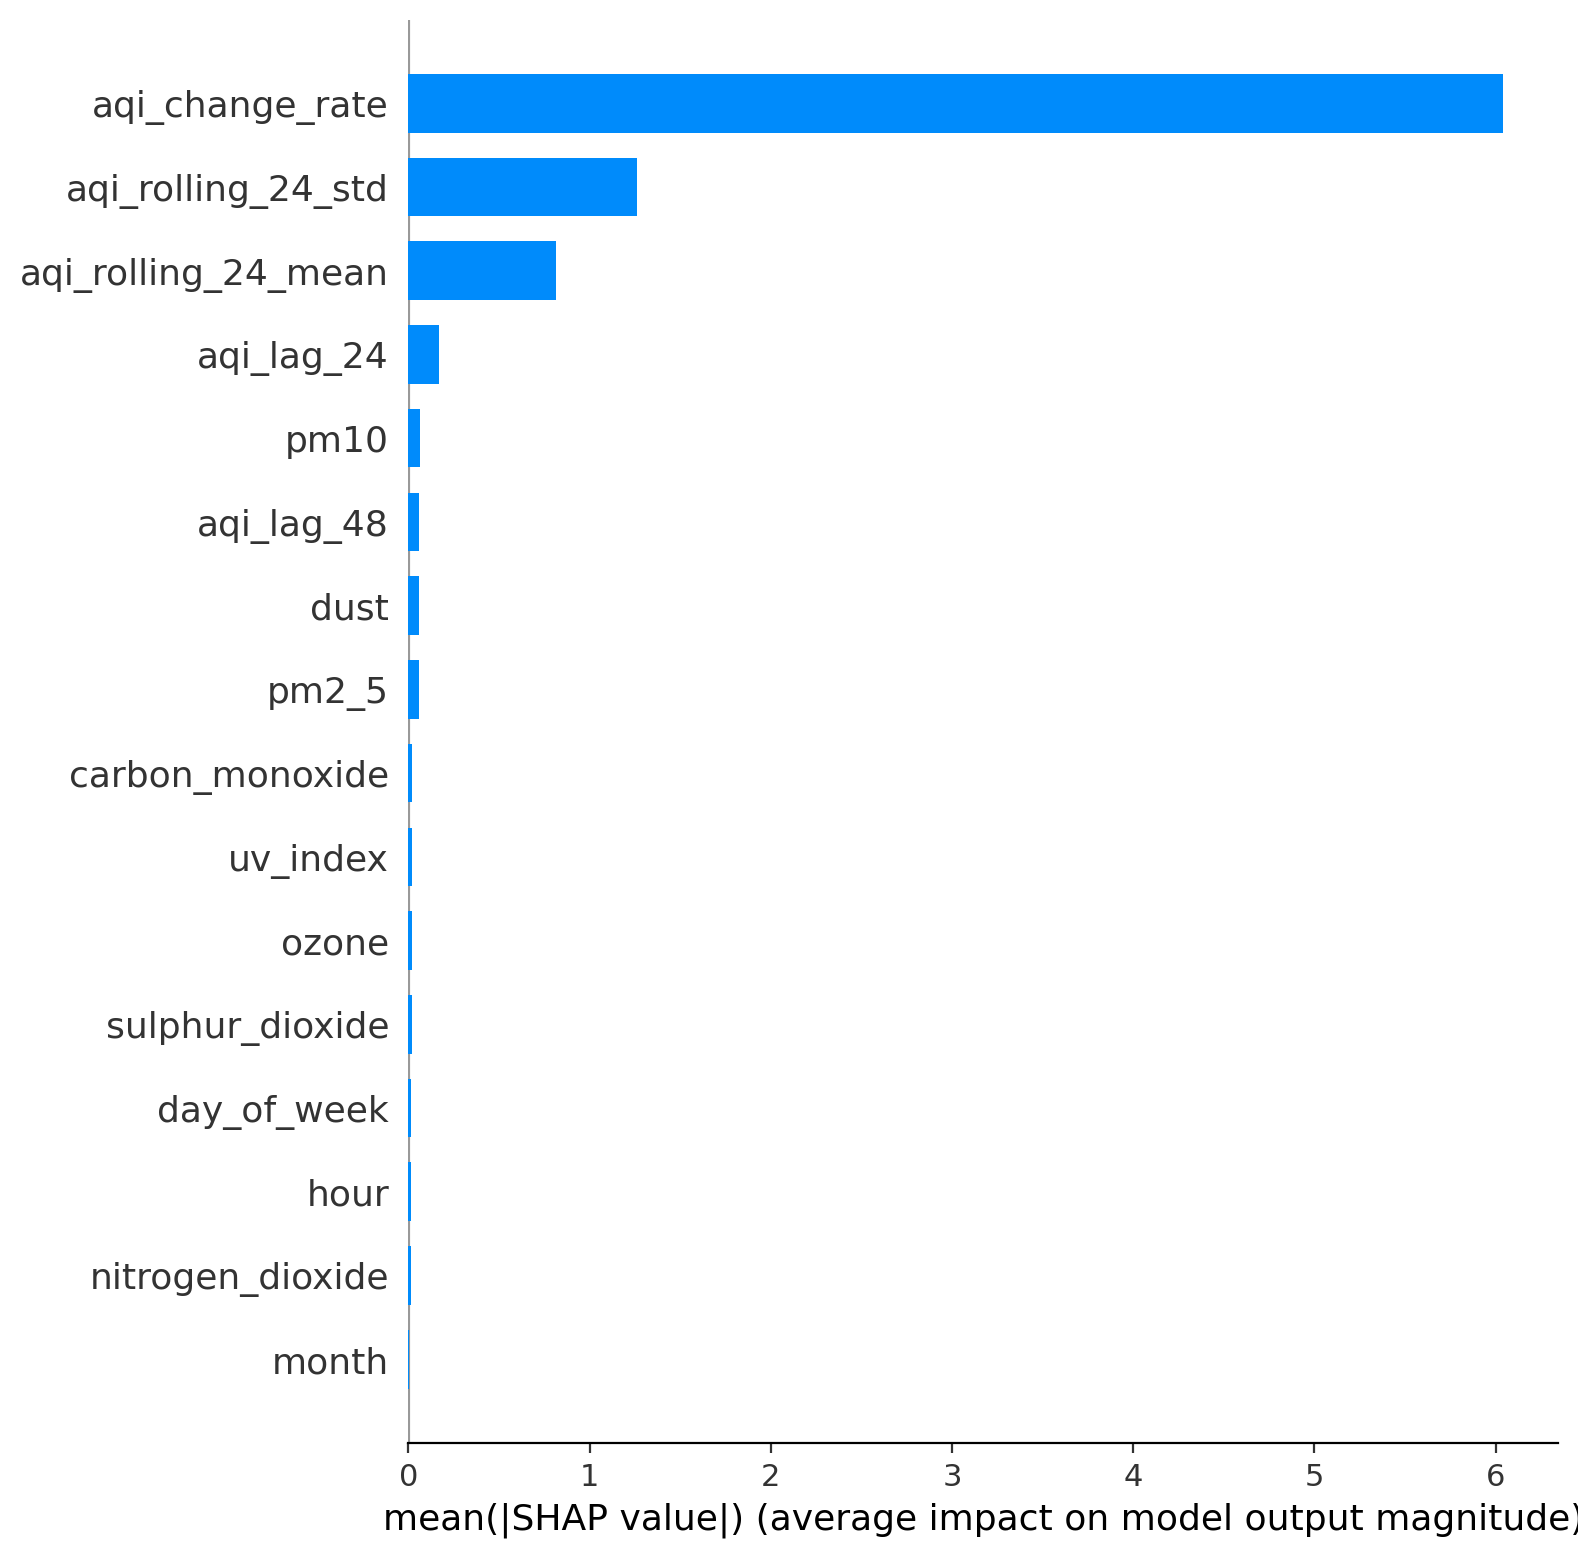 aqi_change_rate
aqi_rolling_24_std
aqi_rolling_24_mean
aqi_lag_24
pm10
aqi_lag_48
dust
pm2_5
carbon_monoxide
uv_index
ozone
sulphur_dioxide
day_of_week
hour
nitrogen_dioxide
month
0 1 2 3 4 5 6
mean(|SHAP value|) (average impact on model output magnitude)